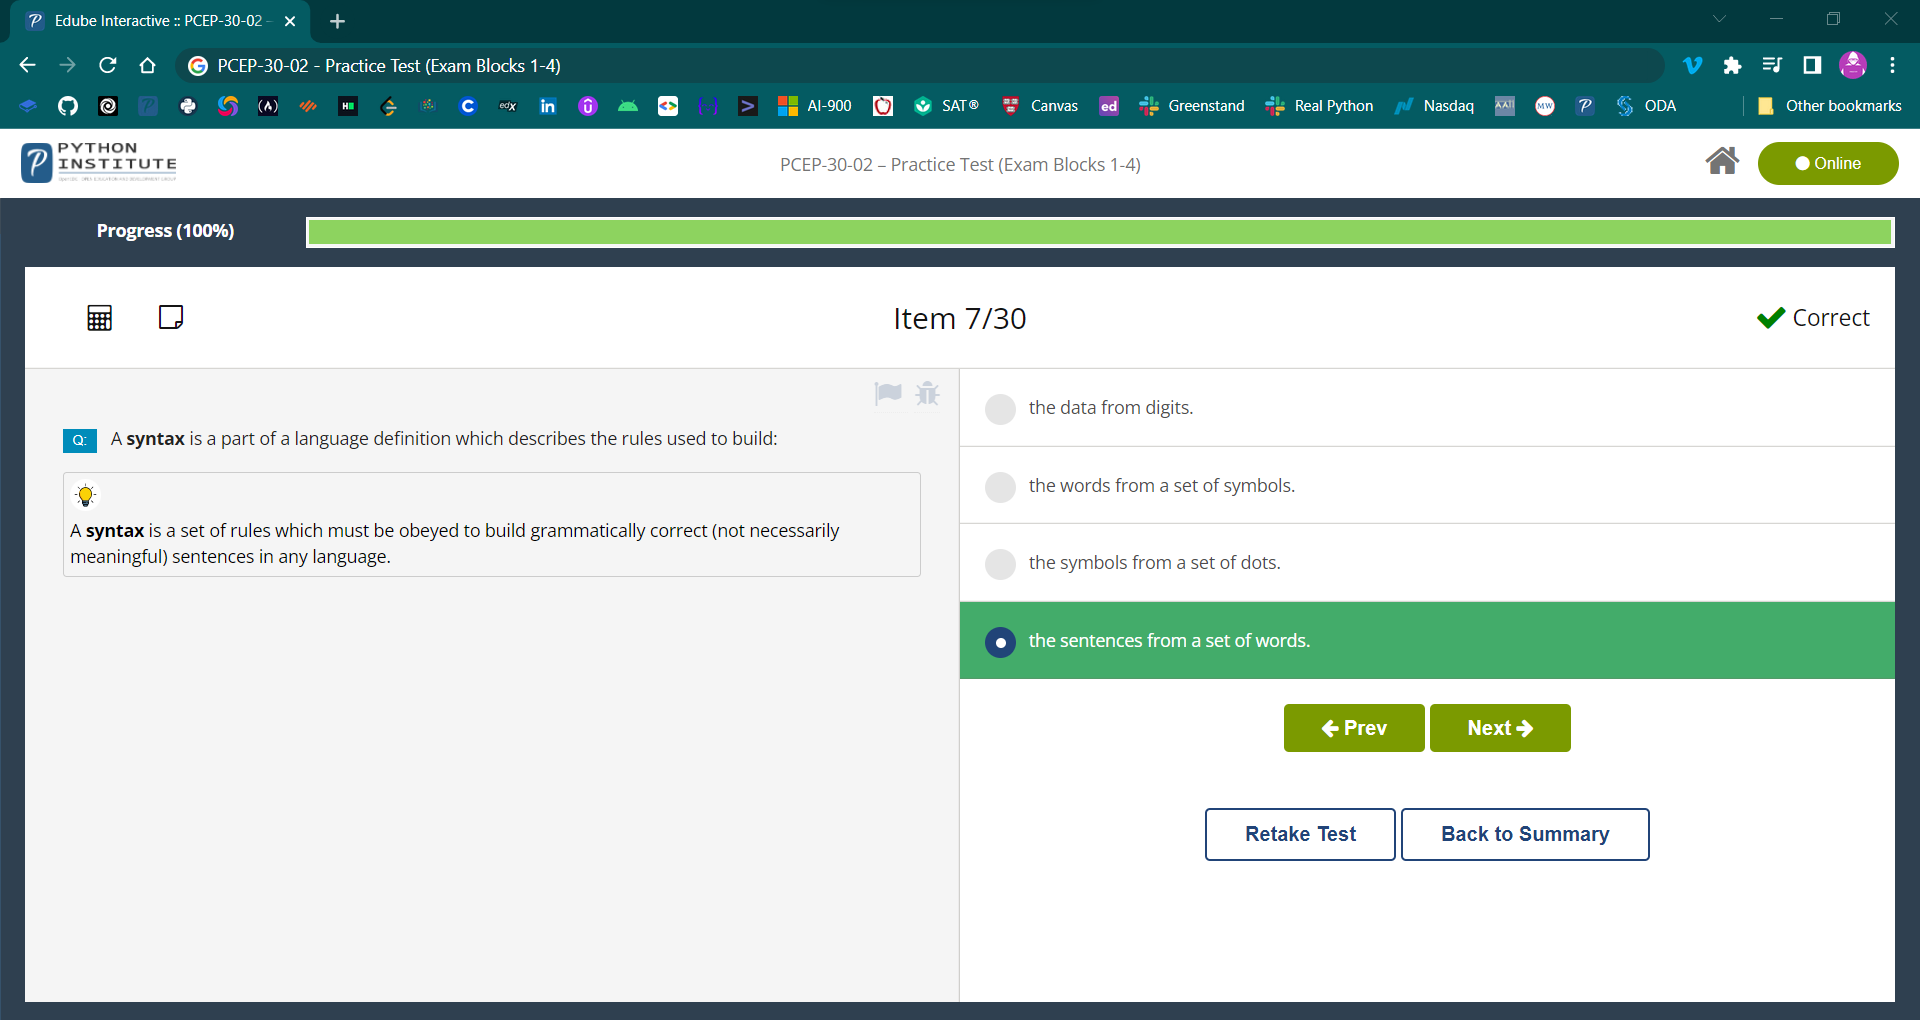 Edube Interactive :: PCEP-30-02 -
PCEP-30-02 - Practice Test (Exam Blocks 1-4)
AI-900
SAT®
Canvas
ed
Greenstand
Real Python
Nasdaq
MW
ODA
Other bookmarks
PYTHON
INSTITUTE
PCEP-30-02 – Practice Test (Exam Blocks 1-4)
Online
Progress (100%)
Item 7/30
Correct
Q: A syntax is a part of a language definition which describes the rules used to build:
A syntax is a set of rules which must be obeyed to build grammatically correct (not necessarily
meaningful) sentences in any language.
the data from digits.
the words from a set of symbols.
the symbols from a set of dots.
the sentences from a set of words.
Prev
Next
Retake Test
Back to Summary